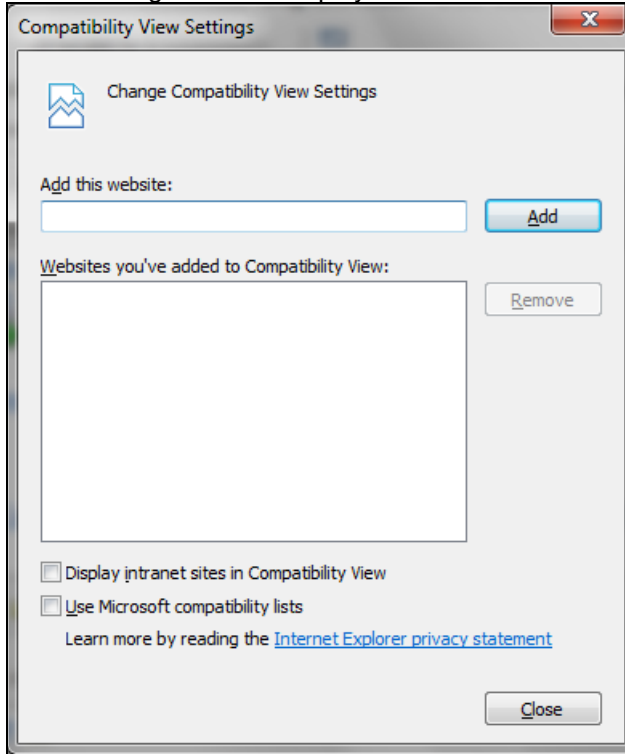 Compatibility View Settings
x
Change Compatibility View Settings
Add this website:
Add
Websites you've added to Compatibility View:
Remove
Display intranet sites in Compatibility View
Use Microsoft compatibility lists
Learn more by reading the Internet Explorer privacy statement
Close